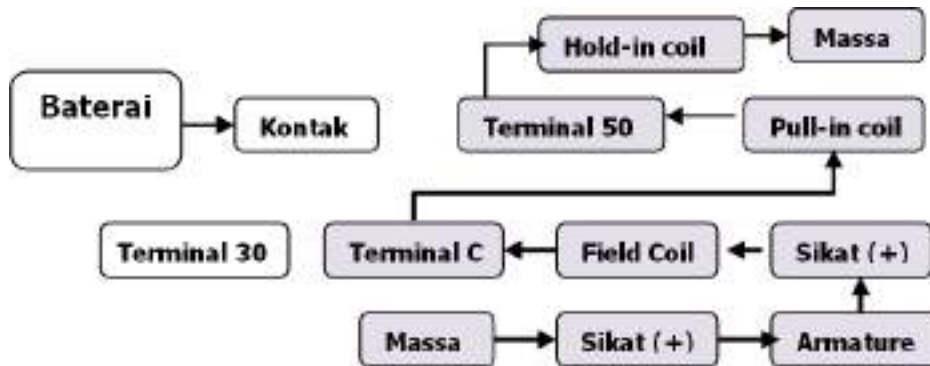 Hold-in coil
Massa
Baterai
Kontak
Terminal 50
Pull-in coil
Terminal 30
Terminal C
Field Coil
Sikat (+)
Massa
Sikat (+)
Armature